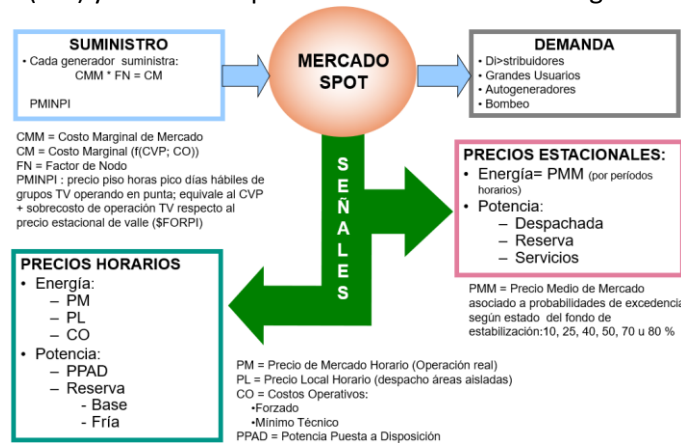 SUMINISTRO
• Cada generador suministra:
CMM * FN = CM
PMINPI
MERCADO
SPOT
DEMANDA
• Di>stribuidores
• Grandes Usuarios
• Autogeneradores
• Bombeo
CMM = Costo Marginal de Mercado
CM = Costo Marginal (f(CVP; CO))
FN = Factor de Nodo
PMINPI : precio piso horas pico días hábiles de
grupos TV operando en punta; equivale al CVP
+ sobrecosto de operación TV respecto al
precio estacional de valle ($FORPI)
SEÑALES
PRECIOS ESTACIONALES:
• Energía= PMM (por períodos
horarios)
• Potencia:
– Despachada
– Reserva
– Servicios
PMM = Precio Medio de Mercado
asociado a probabilidades de excedencia
según estado del fondo de
estabilización:10, 25, 40, 50, 70 u 80 %
PRECIOS HORARIOS
• Energía:
– PM
– PL
– CO
• Potencia:
– PPAD
– Reserva
- Base
- Fría
PM = Precio de Mercado Horario (Operación real)
PL = Precio Local Horario (despacho áreas aisladas)
CO = Costos Operativos:
•Forzado
•Mínimo Técnico
PPAD = Potencia Puesta a Disposición